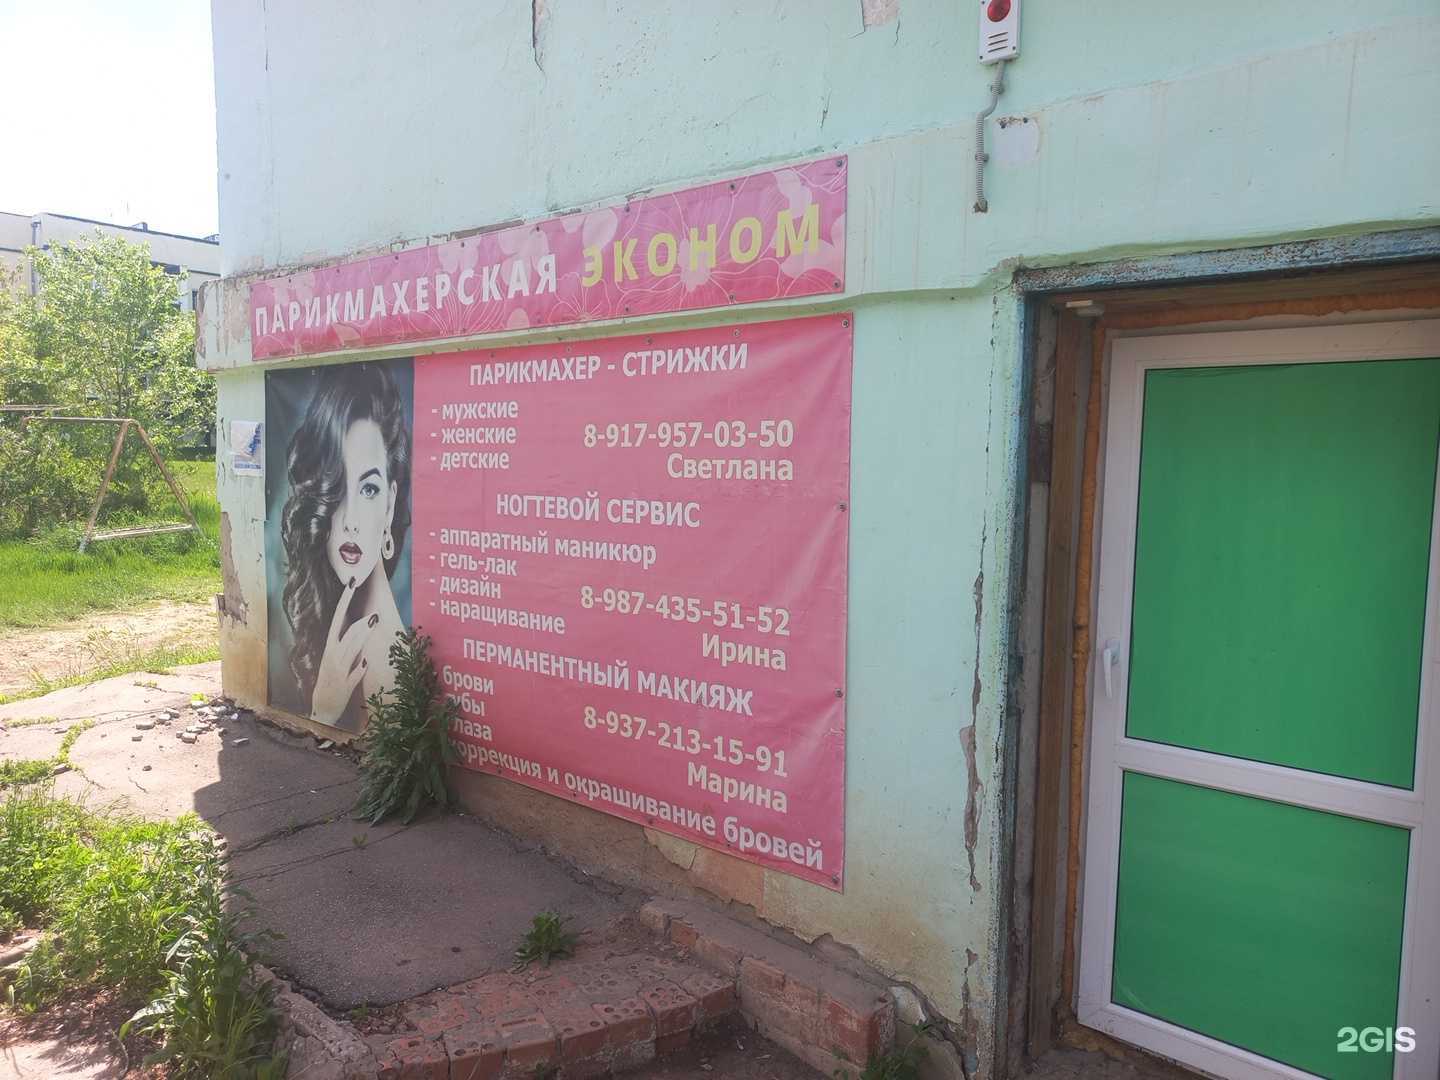 ПАРИКМАХЕРСКАЯ ЭКОНОМ
ПАРИКМАХЕР - СТРИЖКИ
- мужские
- женские
- детские
8-917-957-03-50
Светлана
НОГТЕВОЙ СЕРВИС
- аппаратный маникюр
- гель-лак
- дизайн
- наращивание
8-987-435-51-52
Ирина
ПЕРМАНЕНТНЫЙ МАКИЯЖ
брови
губы
глаза
8-937-213-15-91
Марина
коррекция и окрашивание бровей
2GIS